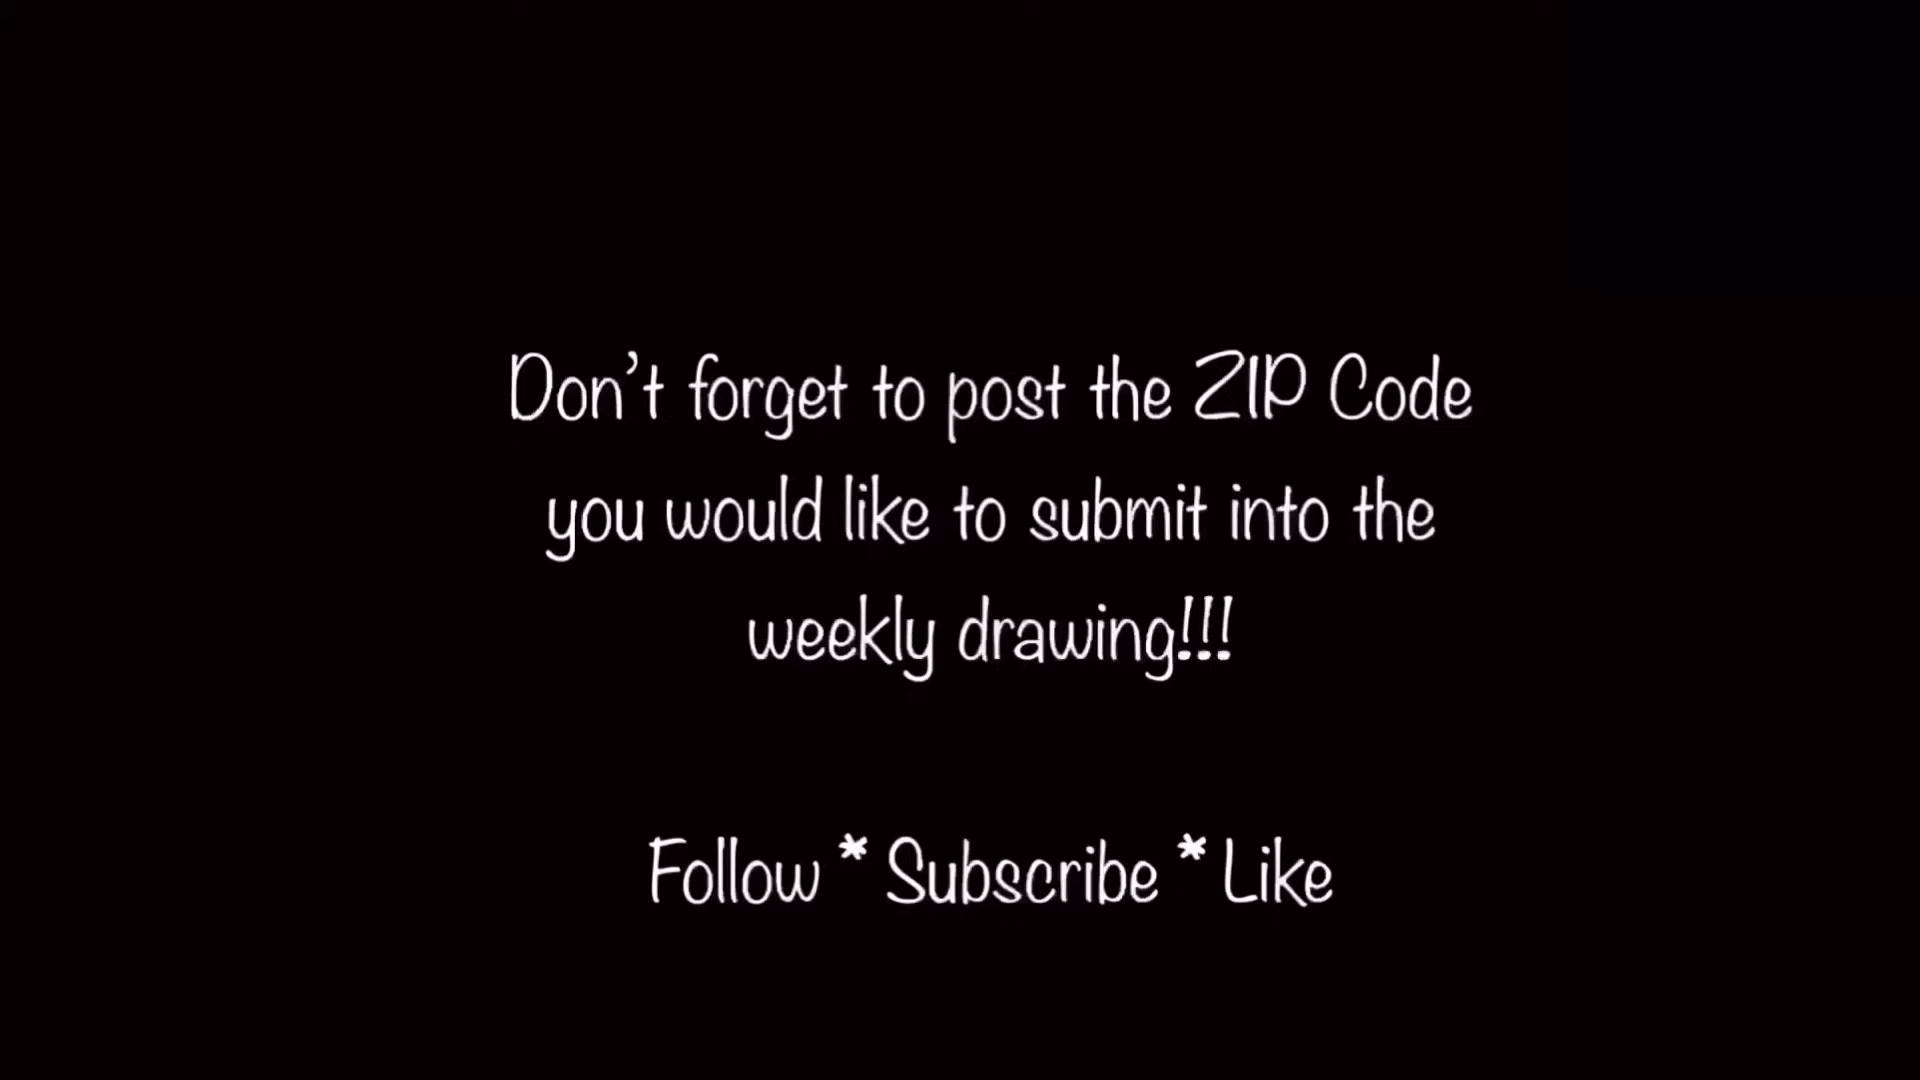 Don't forget to post the ZIP Code
you would like to submit into the
weekly drawing!!!
Follow * Subscribe * Like